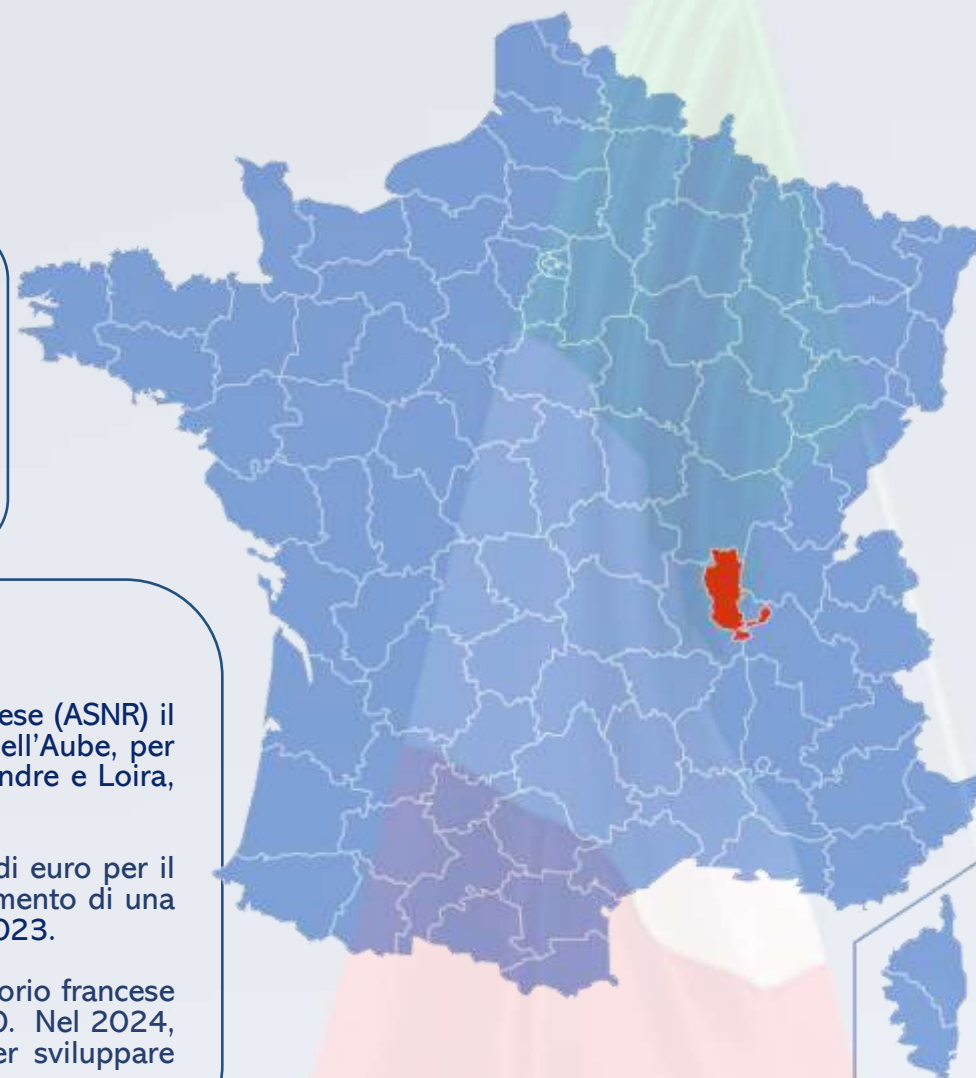 ese (ASNR) il
ell'Aube, per
ndre e Loira,
di euro per il
mento di una
023.
orio francese
0. Nel 2024,
er sviluppare